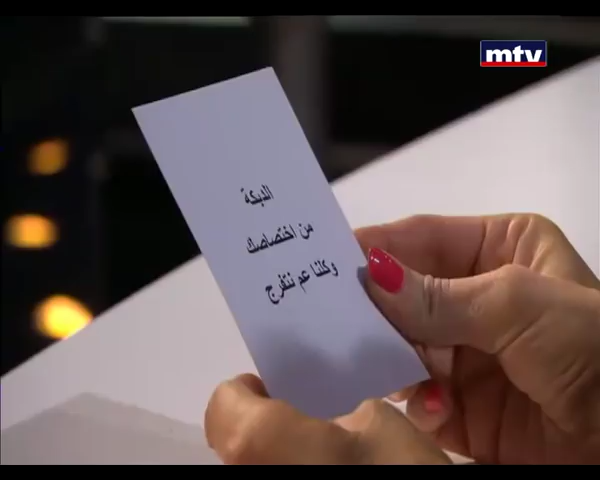 mtv
الدبكة
من اختصاصك
وكلنا عم نتفرج